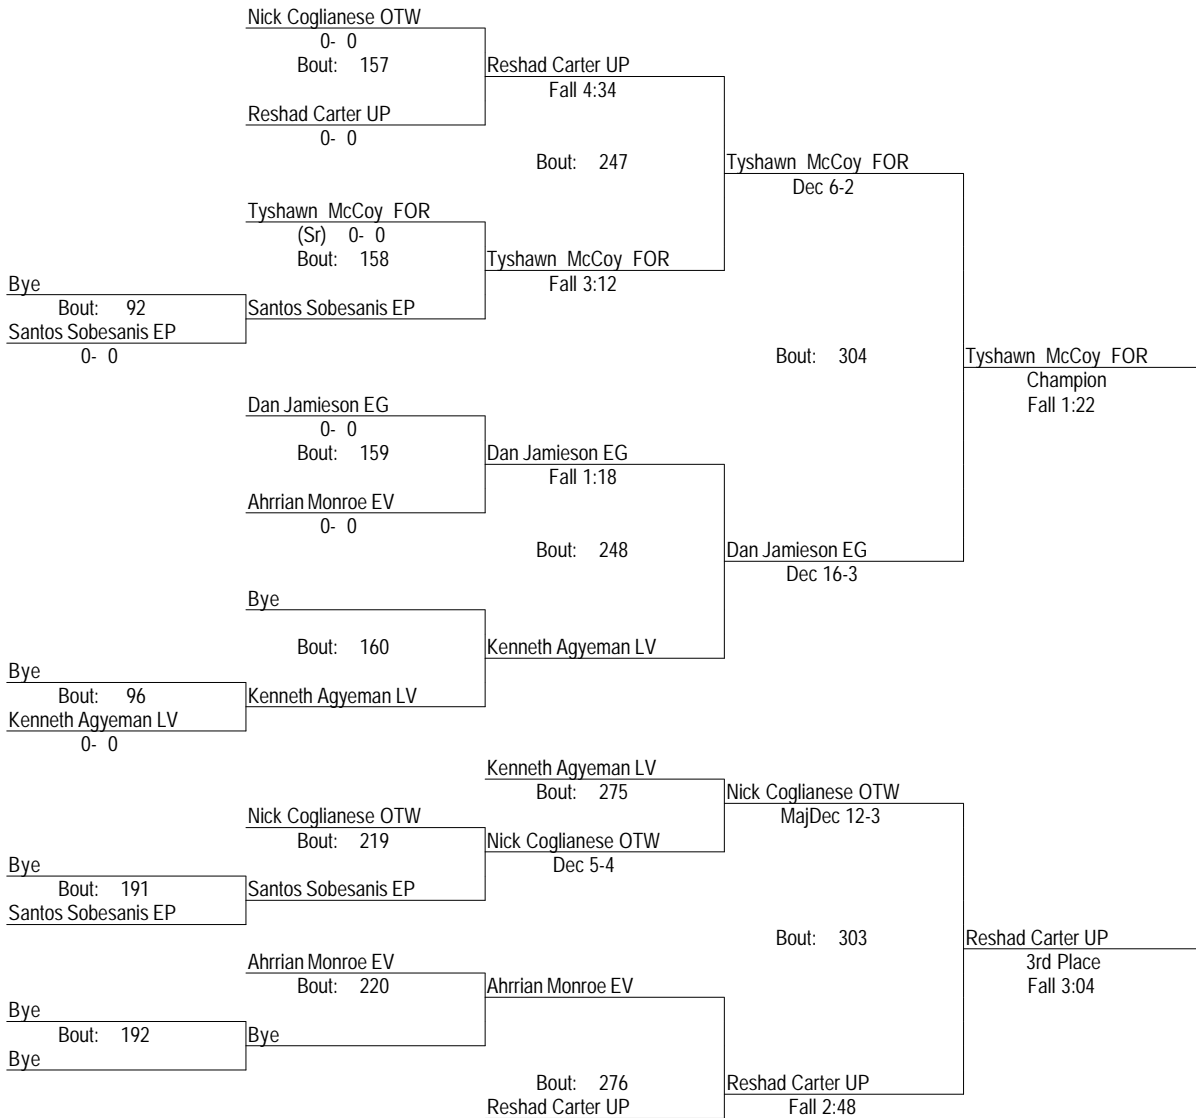 Nick Coglianese OTW
0- 0
Bout: 157
Reshad Carter UP
Fall 4:34
Reshad Carter UP
0- 0
Bout: 247
Tyshawn McCoy FOR
Dec 6-2
Tyshawn McCoy FOR
(Sr) 0- 0
Bout: 158
Tyshawn McCoy FOR
Fall 3:12
Bye
Bout: 92
Santos Sobesanis EP
Santos Sobesanis EP
0- 0
Bout: 304
Tyshawn McCoy FOR
Champion
Fall 1:22
Dan Jamieson EG
0- 0
Bout: 159
Dan Jamieson EG
Fall 1:18
Ahrrian Monroe EV
0- 0
Bout: 248
Dan Jamieson EG
Dec 16-3
Bye
Bout: 160
Kenneth Agyeman LV
Bye
Bout: 96
Kenneth Agyeman LV
Kenneth Agyeman LV
0- 0
Kenneth Agyeman LV
Bout: 275
Nick Coglianese OTW
MajDec 12-3
Nick Coglianese OTW
Bout: 219
Nick Coglianese OTW
Dec 5-4
Bye
Bout: 191
Santos Sobesanis EP
Santos Sobesanis EP
Bout: 303
Reshad Carter UP
3rd Place
Fall 3:04
Ahrrian Monroe EV
Bout: 220
Ahrrian Monroe EV
Bye
Bout: 192
Bye
Bye
Bout: 276
Reshad Carter UP
Fall 2:48
Reshad Carter UP